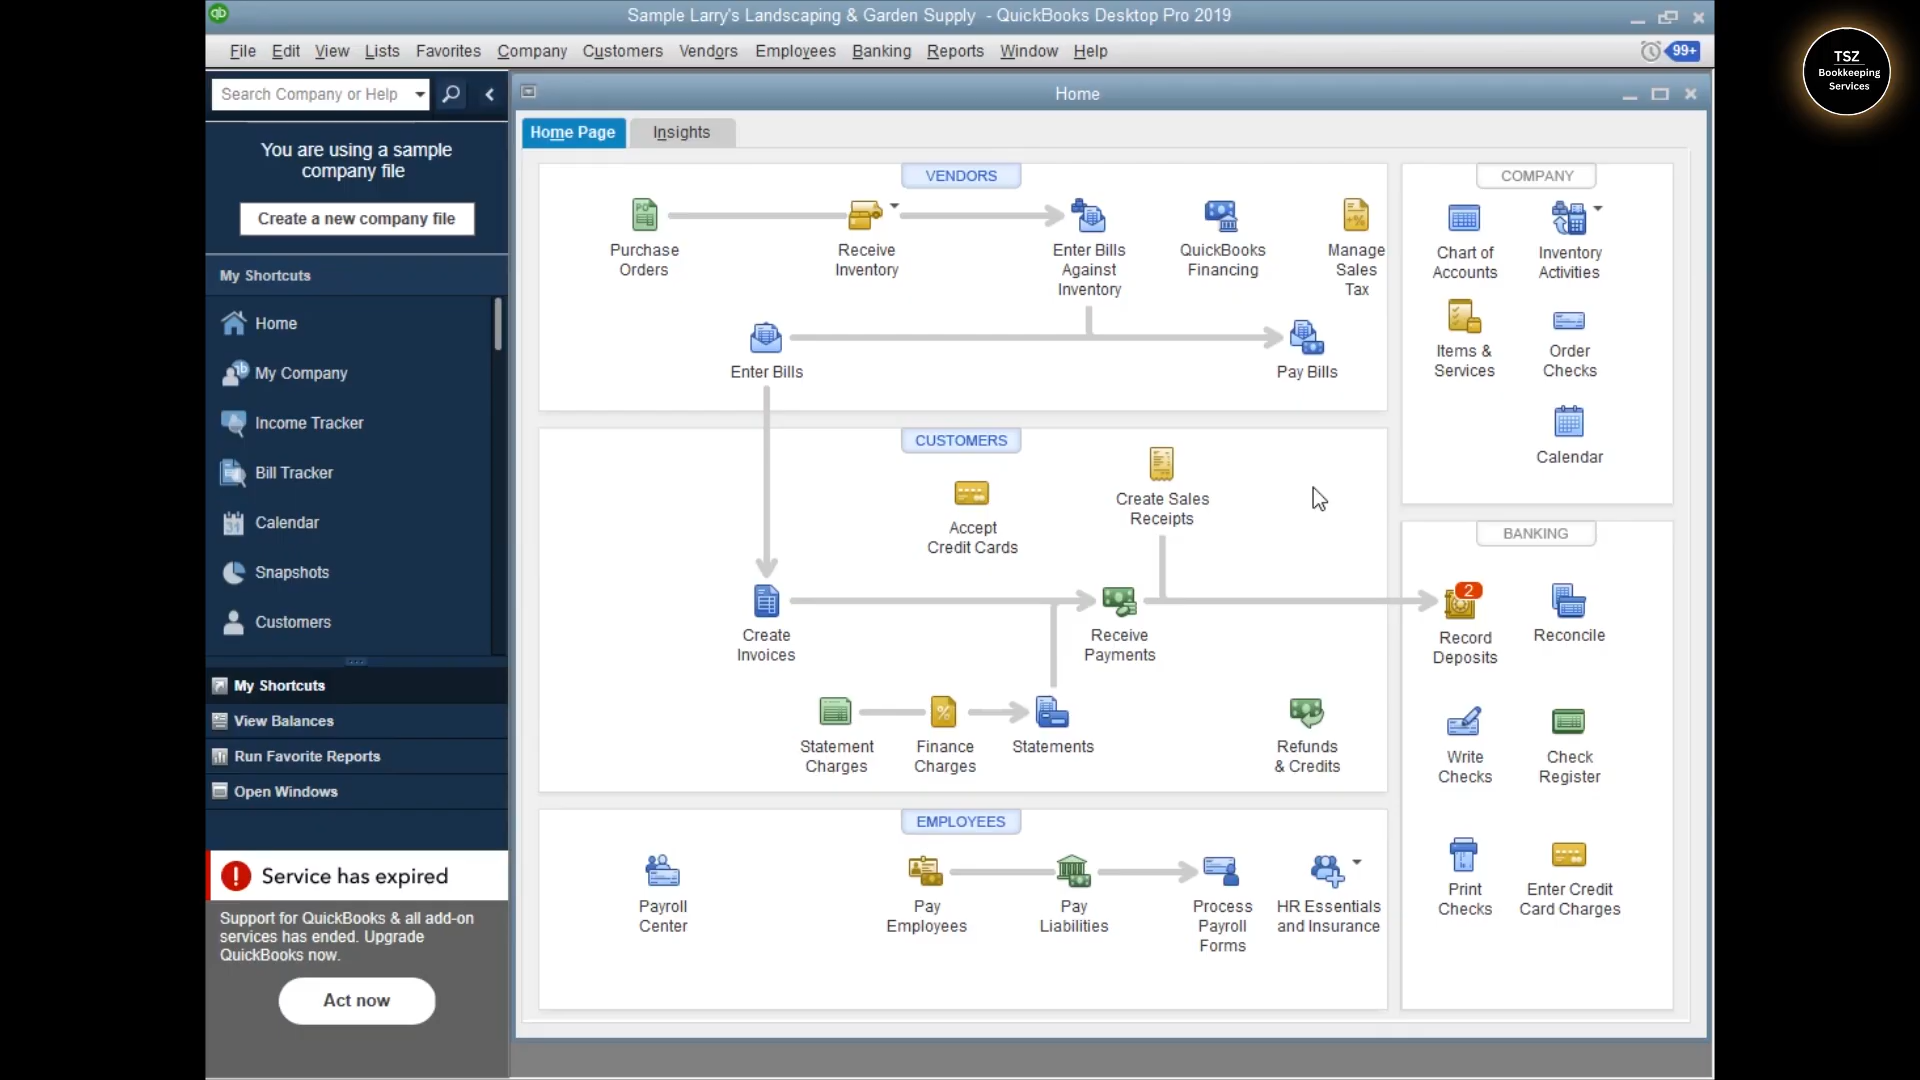 Sample Larry's Landscaping & Garden Supply - QuickBooks Desktop Pro 2019
File Edit View Lists Favorites Company Customers Vendors Employees Banking Reports Window Help
99+
TSZ
Bookkeeping
Services
Search Company or Help
Home
Home Page
Insights
You are using a sample
company file
Create a new company file
My Shortcuts
Home
My Company
Income Tracker
Bill Tracker
Calendar
Snapshots
Customers
My Shortcuts
View Balances
Run Favorite Reports
Open Windows
Service has expired
Support for QuickBooks & all add-on
services has ended. Upgrade
QuickBooks now.
Act now
VENDORS
Purchase
Orders
Receive
Inventory
Enter Bills
Against
Inventory
QuickBooks
Financing
Manage
Sales
Tax
Enter Bills
Pay Bills
CUSTOMERS
Create Sales
Receipts
Accept
Credit Cards
Create
Invoices
Receive
Payments
Statement
Charges
Finance
Charges
Statements
Refunds
& Credits
EMPLOYEES
Payroll
Center
Pay
Employees
Pay
Liabilities
Process
Payroll
Forms
HR Essentials
and Insurance
COMPANY
Chart of
Accounts
Inventory
Activities
Items &
Services
Order
Checks
Calendar
BANKING
2
Record
Deposits
Reconcile
Write
Checks
Check
Register
Print
Checks
Enter Credit
Card Charges